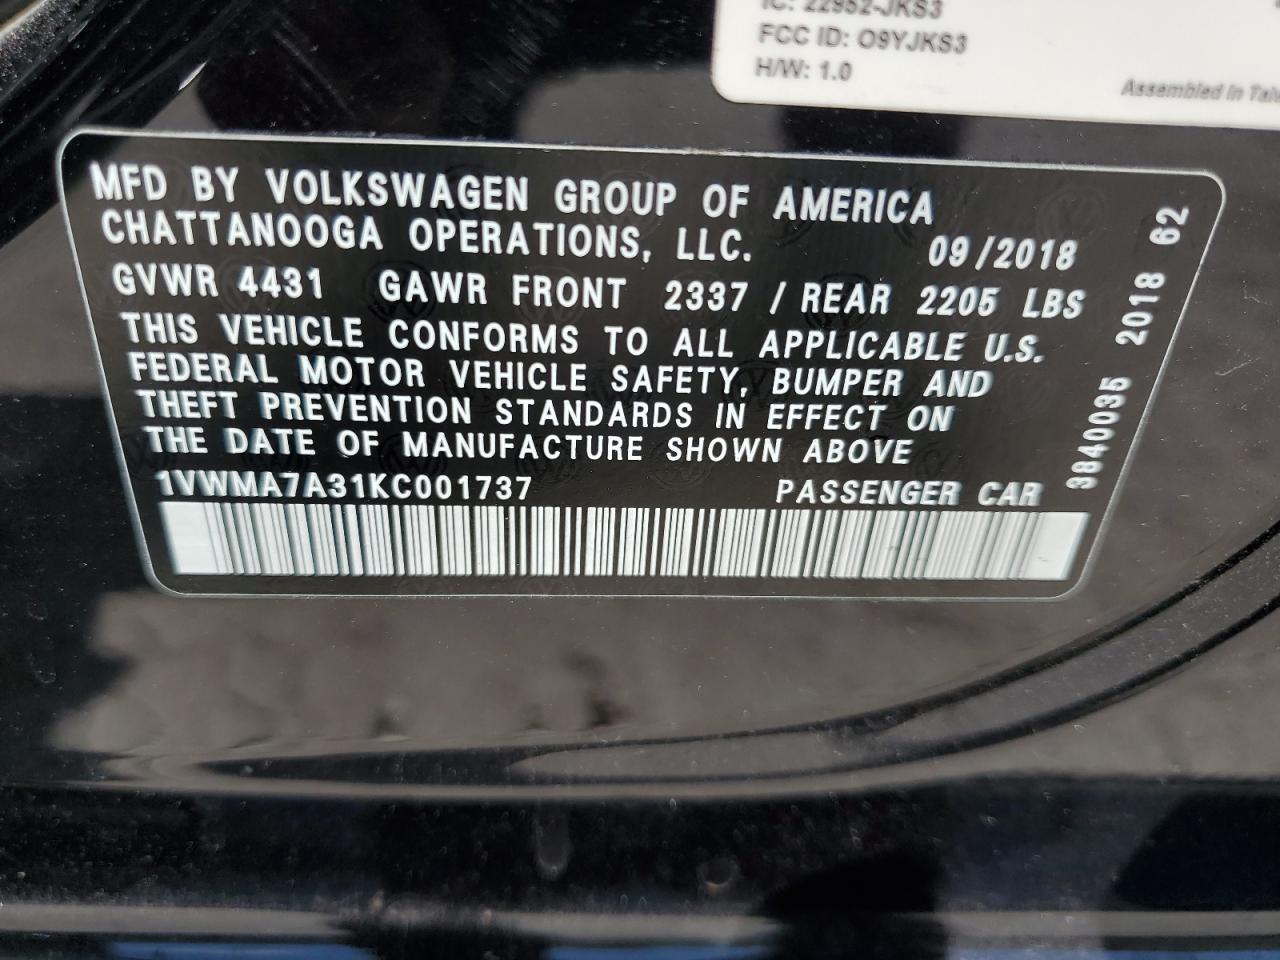 IC: 22952-JKS3
FCC ID: O9YJKS3
H/W: 1.0
Assembled In
MFD BY VOLKSWAGEN GROUP OF AMERICA
CHATTANOOGA OPERATIONS, LLC. 09/2018
GVWR 4431 GAWR FRONT 2337 / REAR 2205 LBS
THIS VEHICLE CONFORMS TO ALL APPLICABLE U.S.
FEDERAL MOTOR VEHICLE SAFETY, BUMPER AND
THEFT PREVENTION STANDARDS IN EFFECT ON
THE DATE OF MANUFACTURE SHOWN ABOVE
1VWMA7A31KC001737 PASSENGER CAR
3840035 2018 62